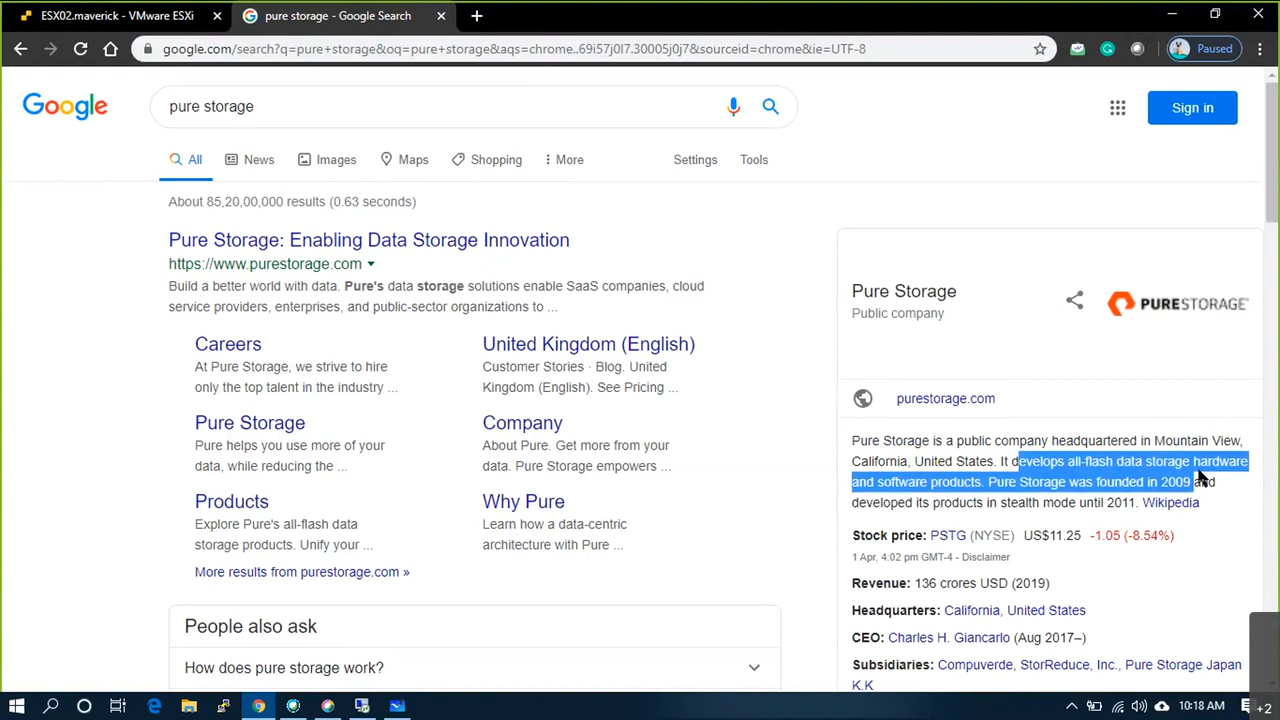 ESX02.maverick - VMware ESXi
pure storage - Google Search
google.com/search?q=pure+storage&oq=pure+storage&aqs=chrome..69i57j0l7.30005j0j7&sourceid=chrome&ie=UTF-8
Paused
Google
pure storage
Sign in
All
News
Images
Maps
Shopping
More
Settings
Tools
About 85,20,00,000 results (0.63 seconds)
Pure Storage: Enabling Data Storage Innovation
https://www.purestorage.com
Build a better world with data. Pure's data storage solutions enable SaaS companies, cloud
service providers, enterprises, and public-sector organizations to ...
Careers
At Pure Storage, we strive to hire
only the top talent in the industry ...
United Kingdom (English)
Customer Stories · Blog. United
Kingdom (English). See Pricing ...
Pure Storage
Pure helps you use more of your
data, while reducing the ...
Company
About Pure. Get more from your
data. Pure Storage empowers ...
Products
Explore Pure's all-flash data
storage products. Unify your ...
Why Pure
Learn how a data-centric
architecture with Pure ...
More results from purestorage.com »
People also ask
How does pure storage work?
Pure Storage
Public company
PURESTORAGE
purestorage.com
Pure Storage is a public company headquartered in Mountain View,
California, United States. It develops all-flash data storage hardware
and software products. Pure Storage was founded in 2009 and
developed its products in stealth mode until 2011. Wikipedia
Stock price: PSTG (NYSE) US$11.25 -1.05 (-8.54%)
1 Apr, 4:02 pm GMT-4 - Disclaimer
Revenue: 136 crores USD (2019)
Headquarters: California, United States
CEO: Charles H. Giancarlo (Aug 2017–)
Subsidiaries: Compuverde, StorReduce, Inc., Pure Storage Japan
K.K
10:18 AM
+2